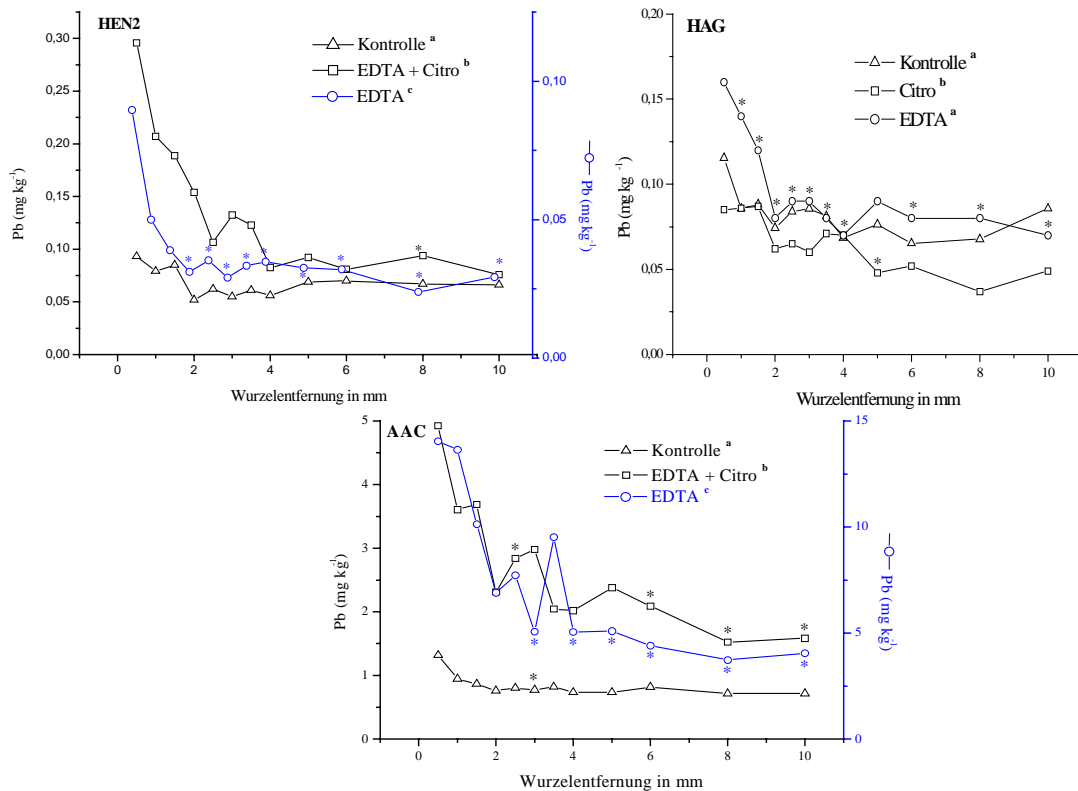 HEN2
Kontrolle a
EDTA + Citro b
EDTA c
0,30
0,25
0,20
0,15
0,10
0,05
0,00
Pb (mg kg-1)
0,10
0,05
0,00
Pb (mg kg-1)
* * * * * * * * *
0 2 4 6 8 10
Wurzelentfernung in mm
HAG
Kontrolle a
Citro b
EDTA a
0,20
0,15
0,10
0,05
0,00
Pb (mg kg -1)
* * * * * * * * * * *
0 2 4 6 8 10
Wurzelentfernung in mm
AAC
Kontrolle a
EDTA + Citro b
EDTA c
5
4
3
2
1
0
Pb (mg kg-1)
15
10
5
0
Pb (mg kg-1)
* * * * * * * * * * *
0 2 4 6 8 10
Wurzelentfernung in mm